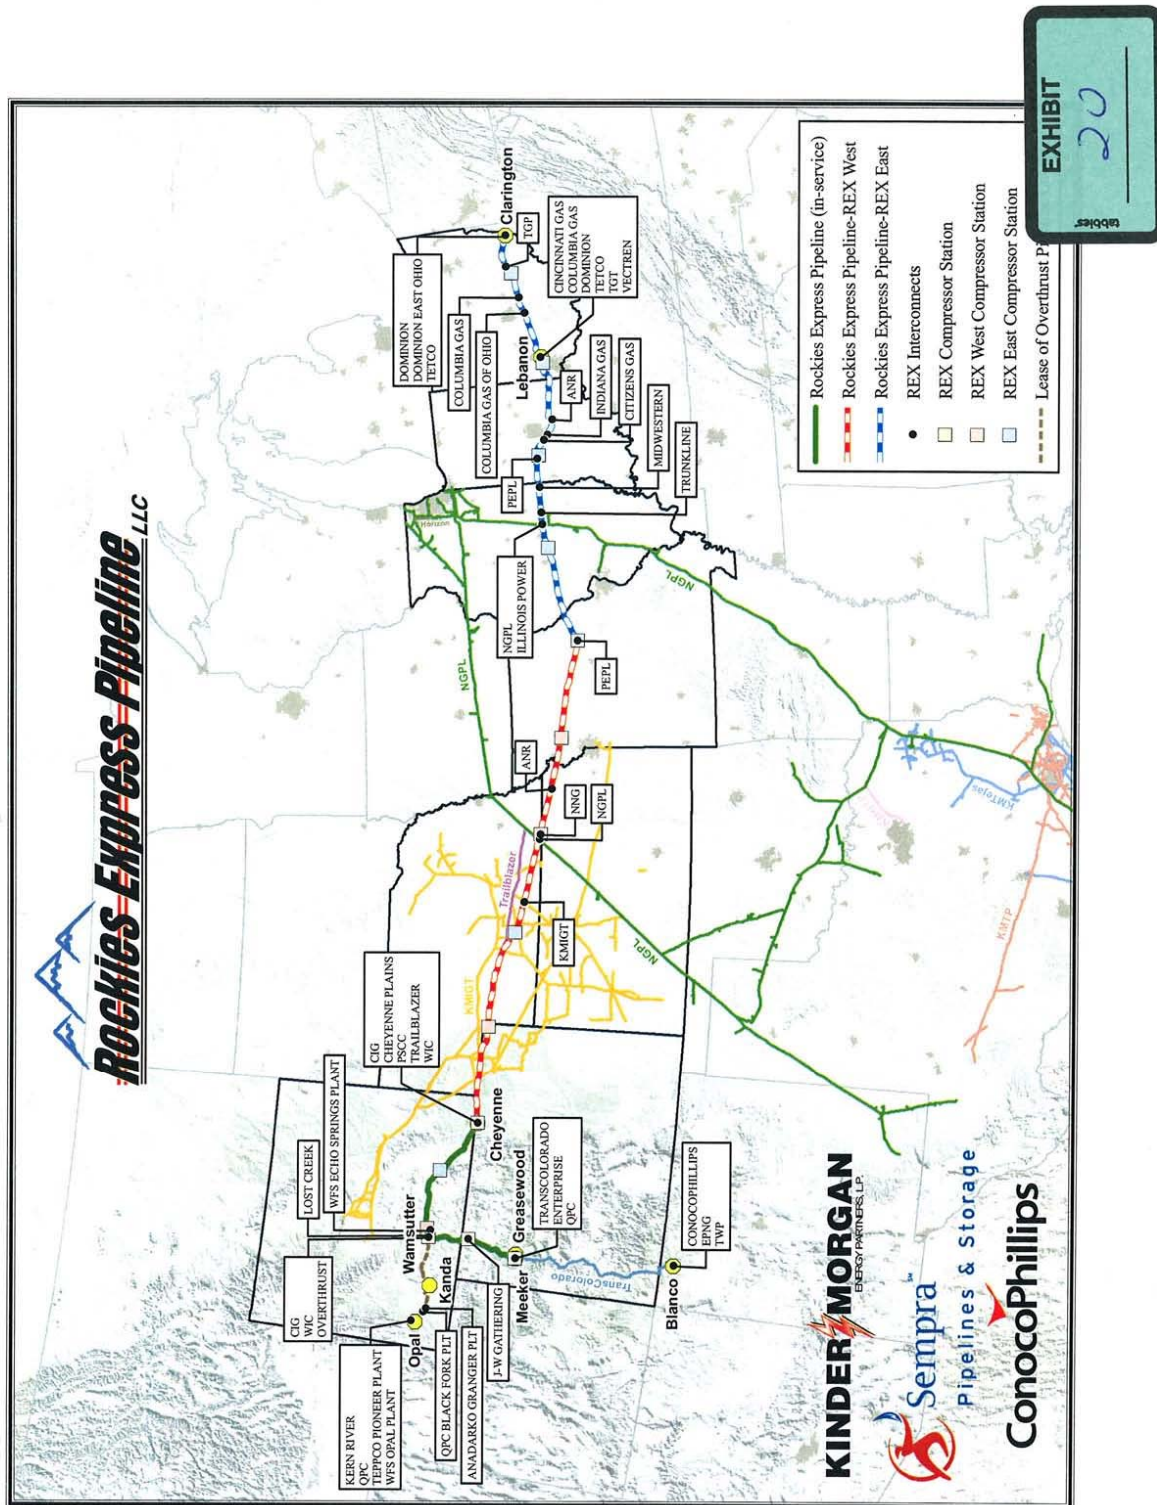 Rockies Express Pipeline LLC
DOMINION
DOMINION EAST OHIO
TETCO
Clarington
TGP
COLUMBIA GAS
COLUMBIA GAS OF OHIO
CINCINNATI GAS
COLUMBIA GAS
DOMINION
TETCO
TGT
VECTREN
Lebanon
ANR
INDIANA GAS
CITIZENS GAS
PEPL
MIDWESTERN
TRUNKLINE
Horizon
NGPL
ILLINOIS POWER
NGPL
NGPL
PEPL
ANR
NNG
NGPL
Trailblazer
KMIGT
NGPL
KMIGT
CIG
CHEYENNE PLAINS
PSCC
TRAILBLAZER
WIC
Cheyenne
LOST CREEK
WFS ECHO SPRINGS PLANT
CIG
WIC
OVERTHRUST
Wamsutter
Kanda
Opal
KERN RIVER
QPC
TEPPCO PIONEER PLANT
WFS OPAL PLANT
QPC BLACK FORK PLT
ANADARKO GRANGER PLT
J-W GATHERING
Meeker
Greasewood
TRANSCOLORADO
ENTERPRISE
QPC
TransColorado
Blanco
CONOCOPHILLIPS
EPNG
TWP
KMTejas
KMTP
Rockies Express Pipeline (in-service)
Rockies Express Pipeline-REX West
Rockies Express Pipeline-REX East
REX Interconnects
REX Compressor Station
REX West Compressor Station
REX East Compressor Station
Lease of Overthrust
KINDER MORGAN
ENERGY PARTNERS, L.P.
Sempra
Pipelines & Storage
ConocoPhillips
EXHIBIT
20
tabbies